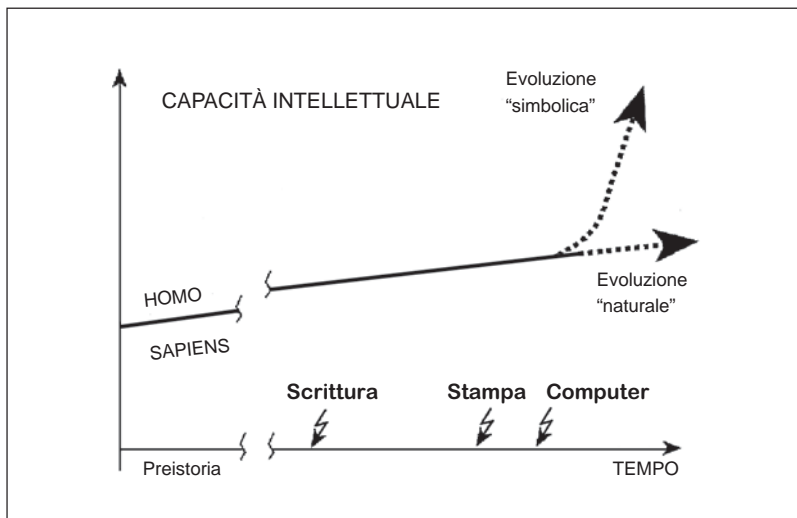 CAPACITÀ INTELLETTUALE
Evoluzione
“simbolica”
Evoluzione
“naturale”
HOMO
SAPIENS
Scrittura
Stampa
Computer
Preistoria
TEMPO